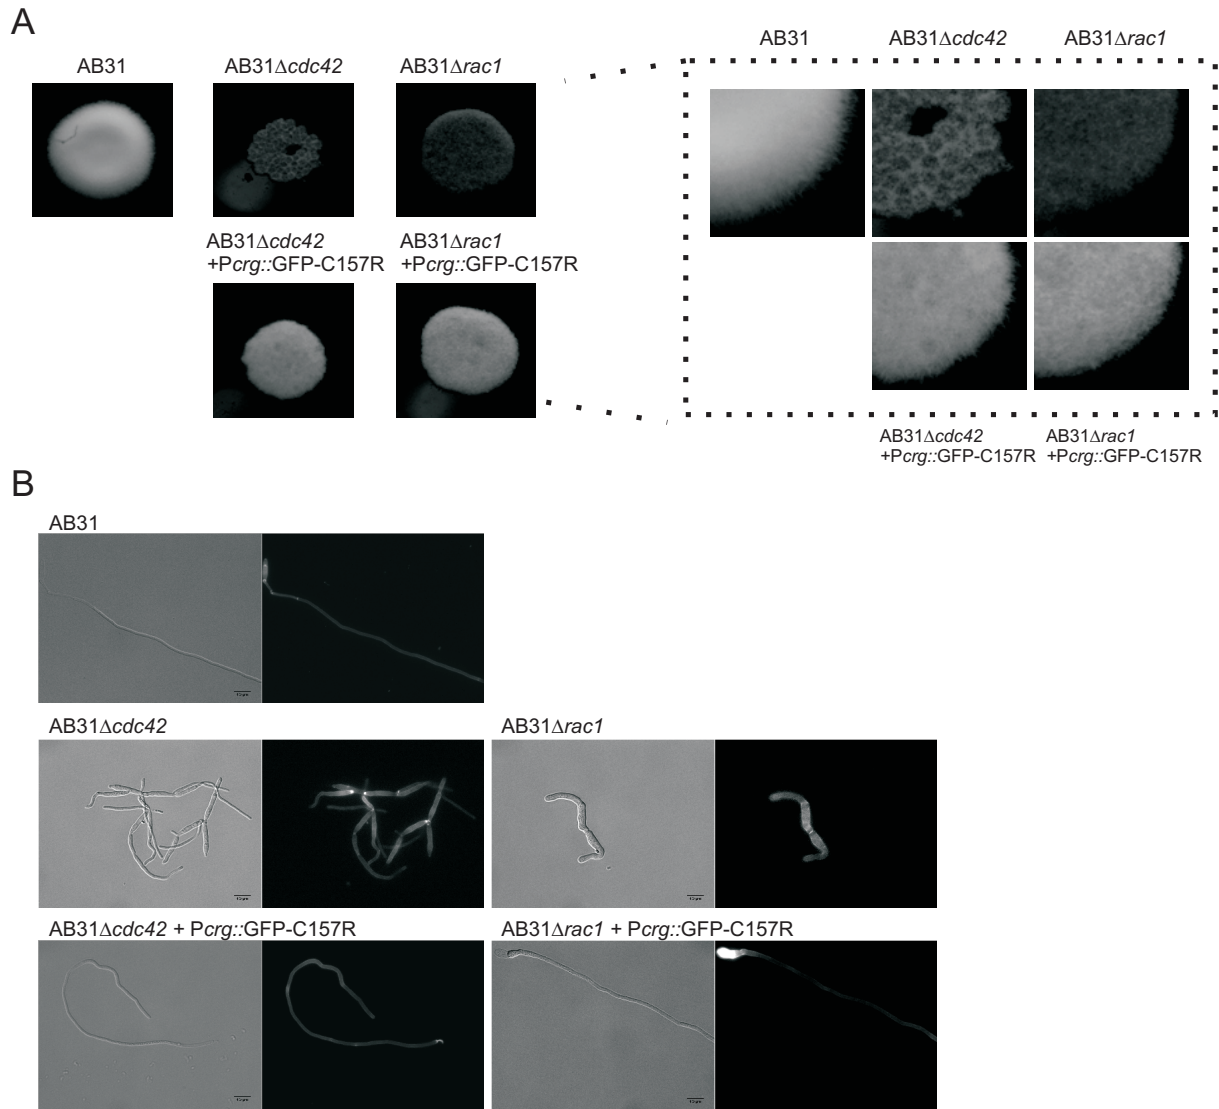 A
AB31
AB31Δcdc42
AB31Δrac1
AB31Δcdc42
+Pcrg::GFP-C157R
AB31Δrac1
+Pcrg::GFP-C157R
AB31
AB31Δcdc42
AB31Δrac1
AB31Δcdc42
+Pcrg::GFP-C157R
AB31Δrac1
+Pcrg::GFP-C157R
B
AB31
AB31Δcdc42
AB31Δrac1
AB31Δcdc42 + Pcrg::GFP-C157R
AB31Δrac1 + Pcrg::GFP-C157R